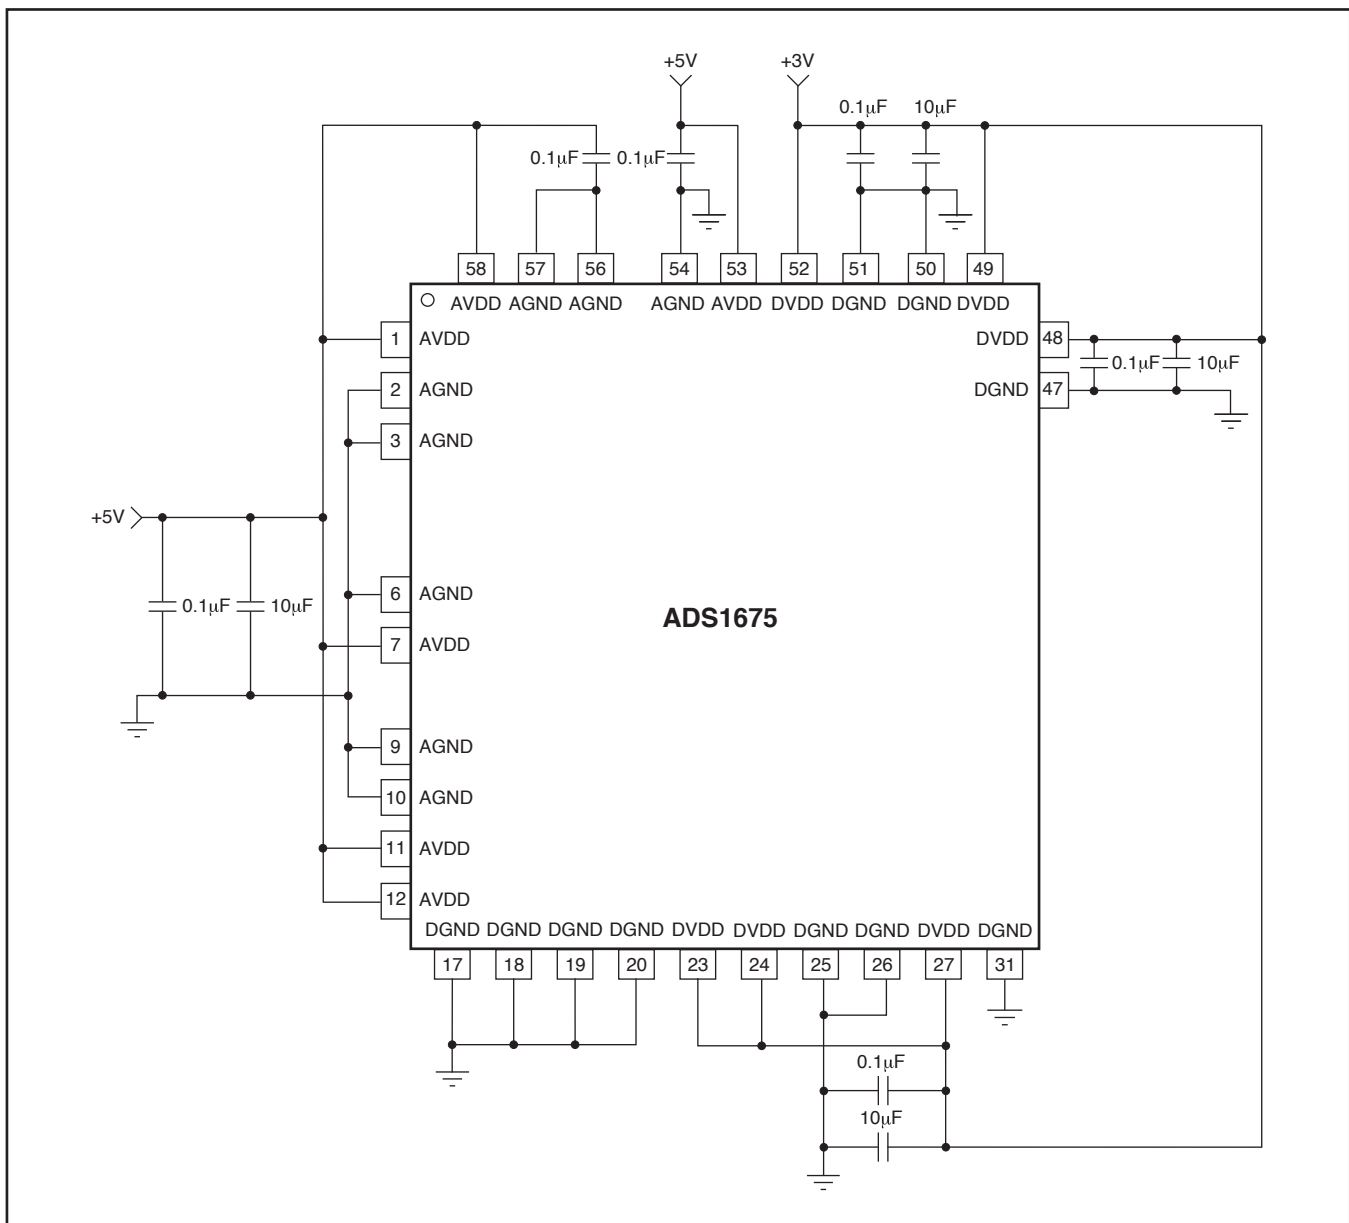 +5V
+3V
0.1µF 10µF
0.1µF 0.1µF
58 57 56 54 53 52 51 50 49
AVDD AGND AGND AGND AVDD DVDD DGND DGND DVDD
1 AVDD
DVDD 48
0.1µF 10µF
2 AGND
DGND 47
3 AGND
+5V
6 AGND
0.1µF 10µF
ADS1675
7 AVDD
9 AGND
10 AGND
11 AVDD
12 AVDD
DGND DGND DGND DGND DVDD DVDD DGND DGND DVDD DGND
17 18 19 20 23 24 25 26 27 31
0.1µF
10µF